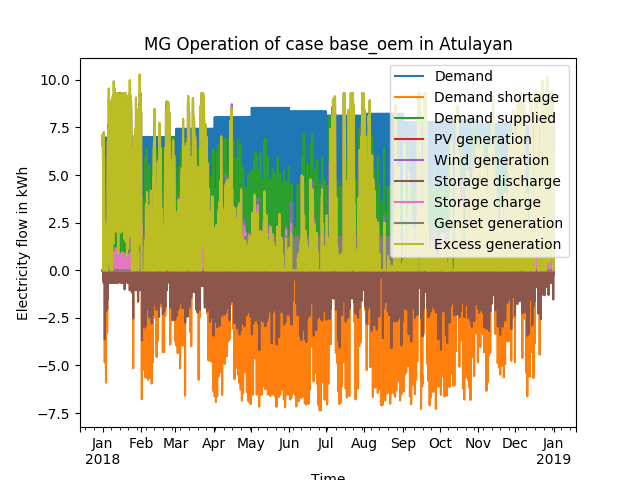 MG Operation of case base_oem in Atulayan
Electricity flow in kWh
10.0
7.5
5.0
2.5
0.0
−2.5
−5.0
−7.5
Demand
Demand shortage
Demand supplied
PV generation
Wind generation
Storage discharge
Storage charge
Genset generation
Excess generation
Jan Feb Mar Apr May Jun Jul Aug Sep Oct Nov Dec Jan
2018 2019
Time